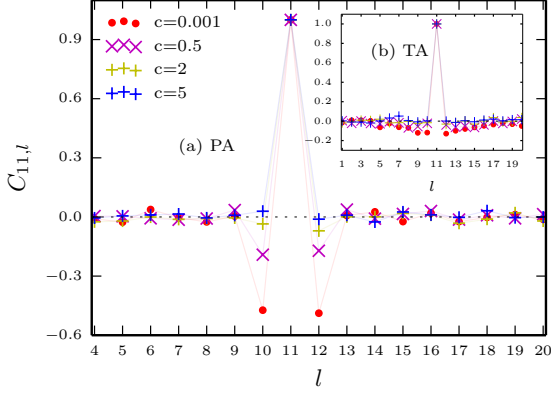 c=0.001
c=0.5
c=2
c=5
(a) PA
C11,l
0.9
0.6
0.3
0.0
−0.3
−0.6
4 5 6 7 8 9 10 11 12 13 14 15 16 17 18 19 20
l
(b) TA
1.0
0.8
0.6
0.4
0.2
0.0
−0.2
1 3 5 7 9 11 13 15 17 19
l